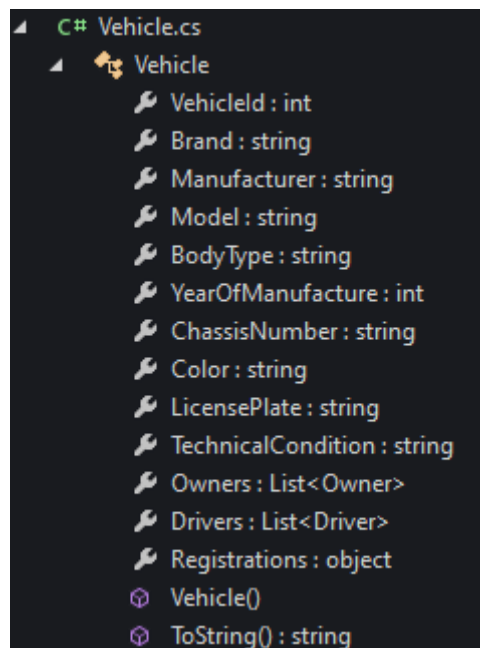 C# Vehicle.cs
Vehicle
VehicleId : int
Brand : string
Manufacturer : string
Model : string
BodyType : string
YearOfManufacture : int
ChassisNumber : string
Color : string
LicensePlate : string
TechnicalCondition : string
Owners : List<Owner>
Drivers : List<Driver>
Registrations : object
Vehicle()
ToString() : string